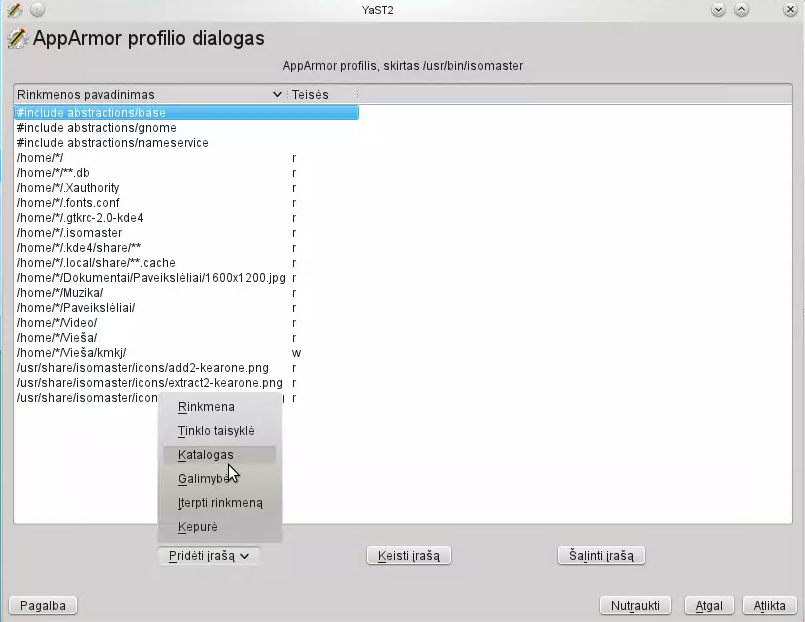 YaST2
AppArmor profilio dialogas
AppArmor profilis, skirtas /usr/bin/isomaster
Rinkmenos pavadinimas Teisės
#include abstractions/base
#include abstractions/gnome
#include abstractions/nameservice
/home/*/ r
/home/*/**.db r
/home/*/.Xauthority r
/home/*/.fonts.conf r
/home/*/.gtkrc-2.0-kde4 r
/home/*/.isomaster r
/home/*/.kde4/share/** r
/home/*/.local/share/**.cache r
/home/*/Dokumentai/Paveikslėliai/1600x1200.jpg r
/home/*/Muzika/ r
/home/*/Paveikslėliai/ r
/home/*/Video/ r
/home/*/Vieša/ r
/home/*/Vieša/kmkj/ w
/usr/share/isomaster/icons/add2-kearone.png r
/usr/share/isomaster/icons/extract2-kearone.png r
/usr/share/isomaster/icon r
Rinkmena
Tinklo taisyklė
Katalogas
Galimybė
Įterpti rinkmeną
Kepurė
Pridėti įrašą Keisti įrašą Šalinti įrašą
Pagalba Nutraukti Atgal Atlikta